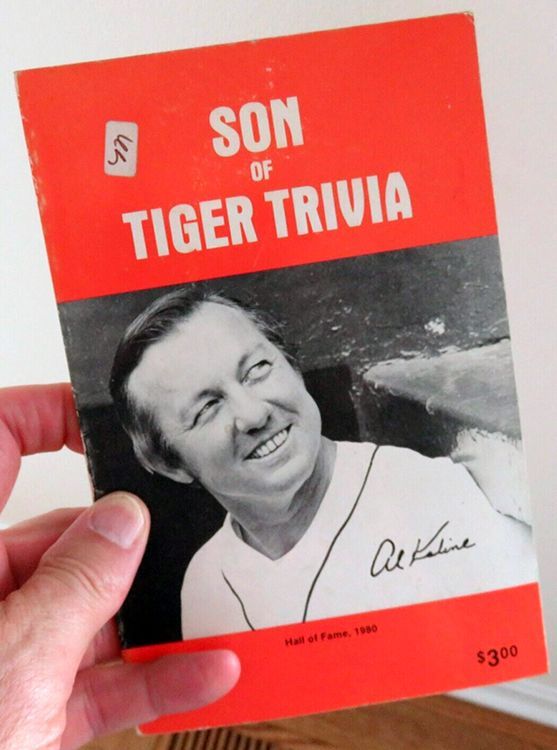 SON
OF
TIGER TRIVIA
Al Kaline
Hall of Fame, 1980
$3.00